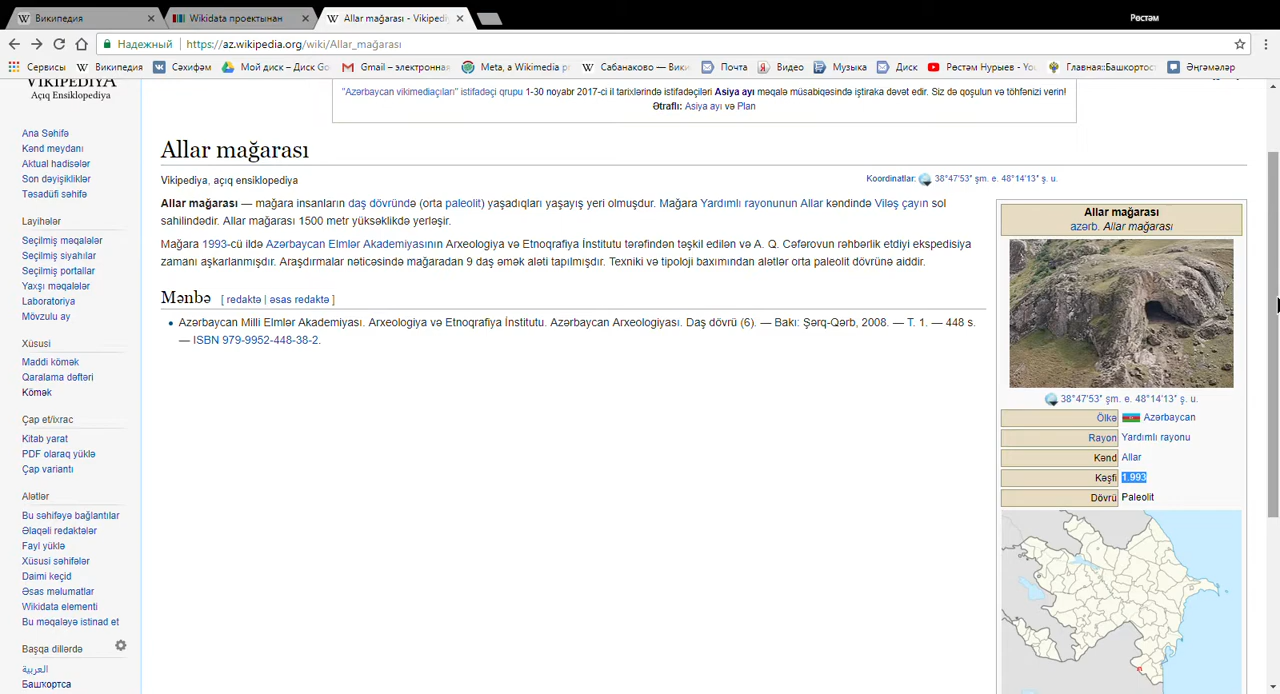 Википедия
Wikidata проектынан
Allar mağarası - Vikipedi
Рөстәм
Надежный
https://az.wikipedia.org/wiki/Allar_mağarası
Сервисы
Википедия
Сәхифәм
Мой диск – Диск Go
Gmail – электронная
Meta, a Wikimedia p
Сабанаково — Вики
Почта
Видео
Музыка
Диск
Рөстәм Нурыев - You
Главная::Башкортос
Әңгәмәләр
VIKIPEDIYA
Açıq Ensiklopediya
"Azərbaycan vikimediaçıları" istifadəçi qrupu 1-30 noyabr 2017-ci il tarixlərində istifadəçiləri Asiya ayı məqalə müsabiqəsində iştiraka dəvət edir. Siz də qoşulun və töhfənizi verin!
Ətraflı: Asiya ayı və Plan
Ana Səhifə
Kənd meydanı
Aktual hadisələr
Son dəyişikliklər
Təsadüfi səhifə
Layihələr
Seçilmiş məqalələr
Seçilmiş siyahılar
Seçilmiş portallar
Yaxşı məqalələr
Laboratoriya
Mövzulu ay
Xüsusi
Maddi kömək
Qaralama dəftəri
Kömək
Çap et/ixrac
Kitab yarat
PDF olaraq yüklə
Çap variantı
Alətlər
Bu səhifəyə bağlantılar
Əlaqəli redaktələr
Fayl yüklə
Xüsusi səhifələr
Daimi keçid
Əsas məlumatlar
Wikidata elementi
Bu məqaləyə istinad et
Başqa dillərdə
العربية
Башҡортса
Allar mağarası
Vikipediya, açıq ensiklopediya
Koordinatlar: 38°47′53″ şm. e. 48°14′13″ ş. u.
Allar mağarası — mağara insanların daş dövründə (orta paleolit) yaşadıqları yaşayış yeri olmuşdur. Mağara Yardımlı rayonunun Allar kəndində Viləş çayın sol
sahilindədir. Allar mağarası 1500 metr yüksəklikdə yerləşir.
Mağara 1993-cü ildə Azərbaycan Elmlər Akademiyasının Arxeologiya və Etnoqrafiya İnstitutu tərəfindən təşkil edilən və A. Q. Cəfərovun rəhbərlik etdiyi ekspedisiya
zamanı aşkarlanmışdır. Araşdırmalar nəticəsində mağaradan 9 daş əmək aləti tapılmışdır. Texniki və tipoloji baxımından alətlər orta paleolit dövrünə aiddir.
Mənbə [ redaktə | əsas redaktə ]
• Azərbaycan Milli Elmlər Akademiyası. Arxeologiya və Etnoqrafiya İnstitutu. Azərbaycan Arxeologiyası. Daş dövrü (6). — Bakı: Şərq-Qərb, 2008. — T. 1. — 448 s.
— ISBN 979-9952-448-38-2.
Allar mağarası
azərb. Allar mağarası
38°47′53″ şm. e. 48°14′13″ ş. u.
Ölkə Azərbaycan
Rayon Yardımlı rayonu
Kənd Allar
Kəşfi 1.993
Dövrü Paleolit